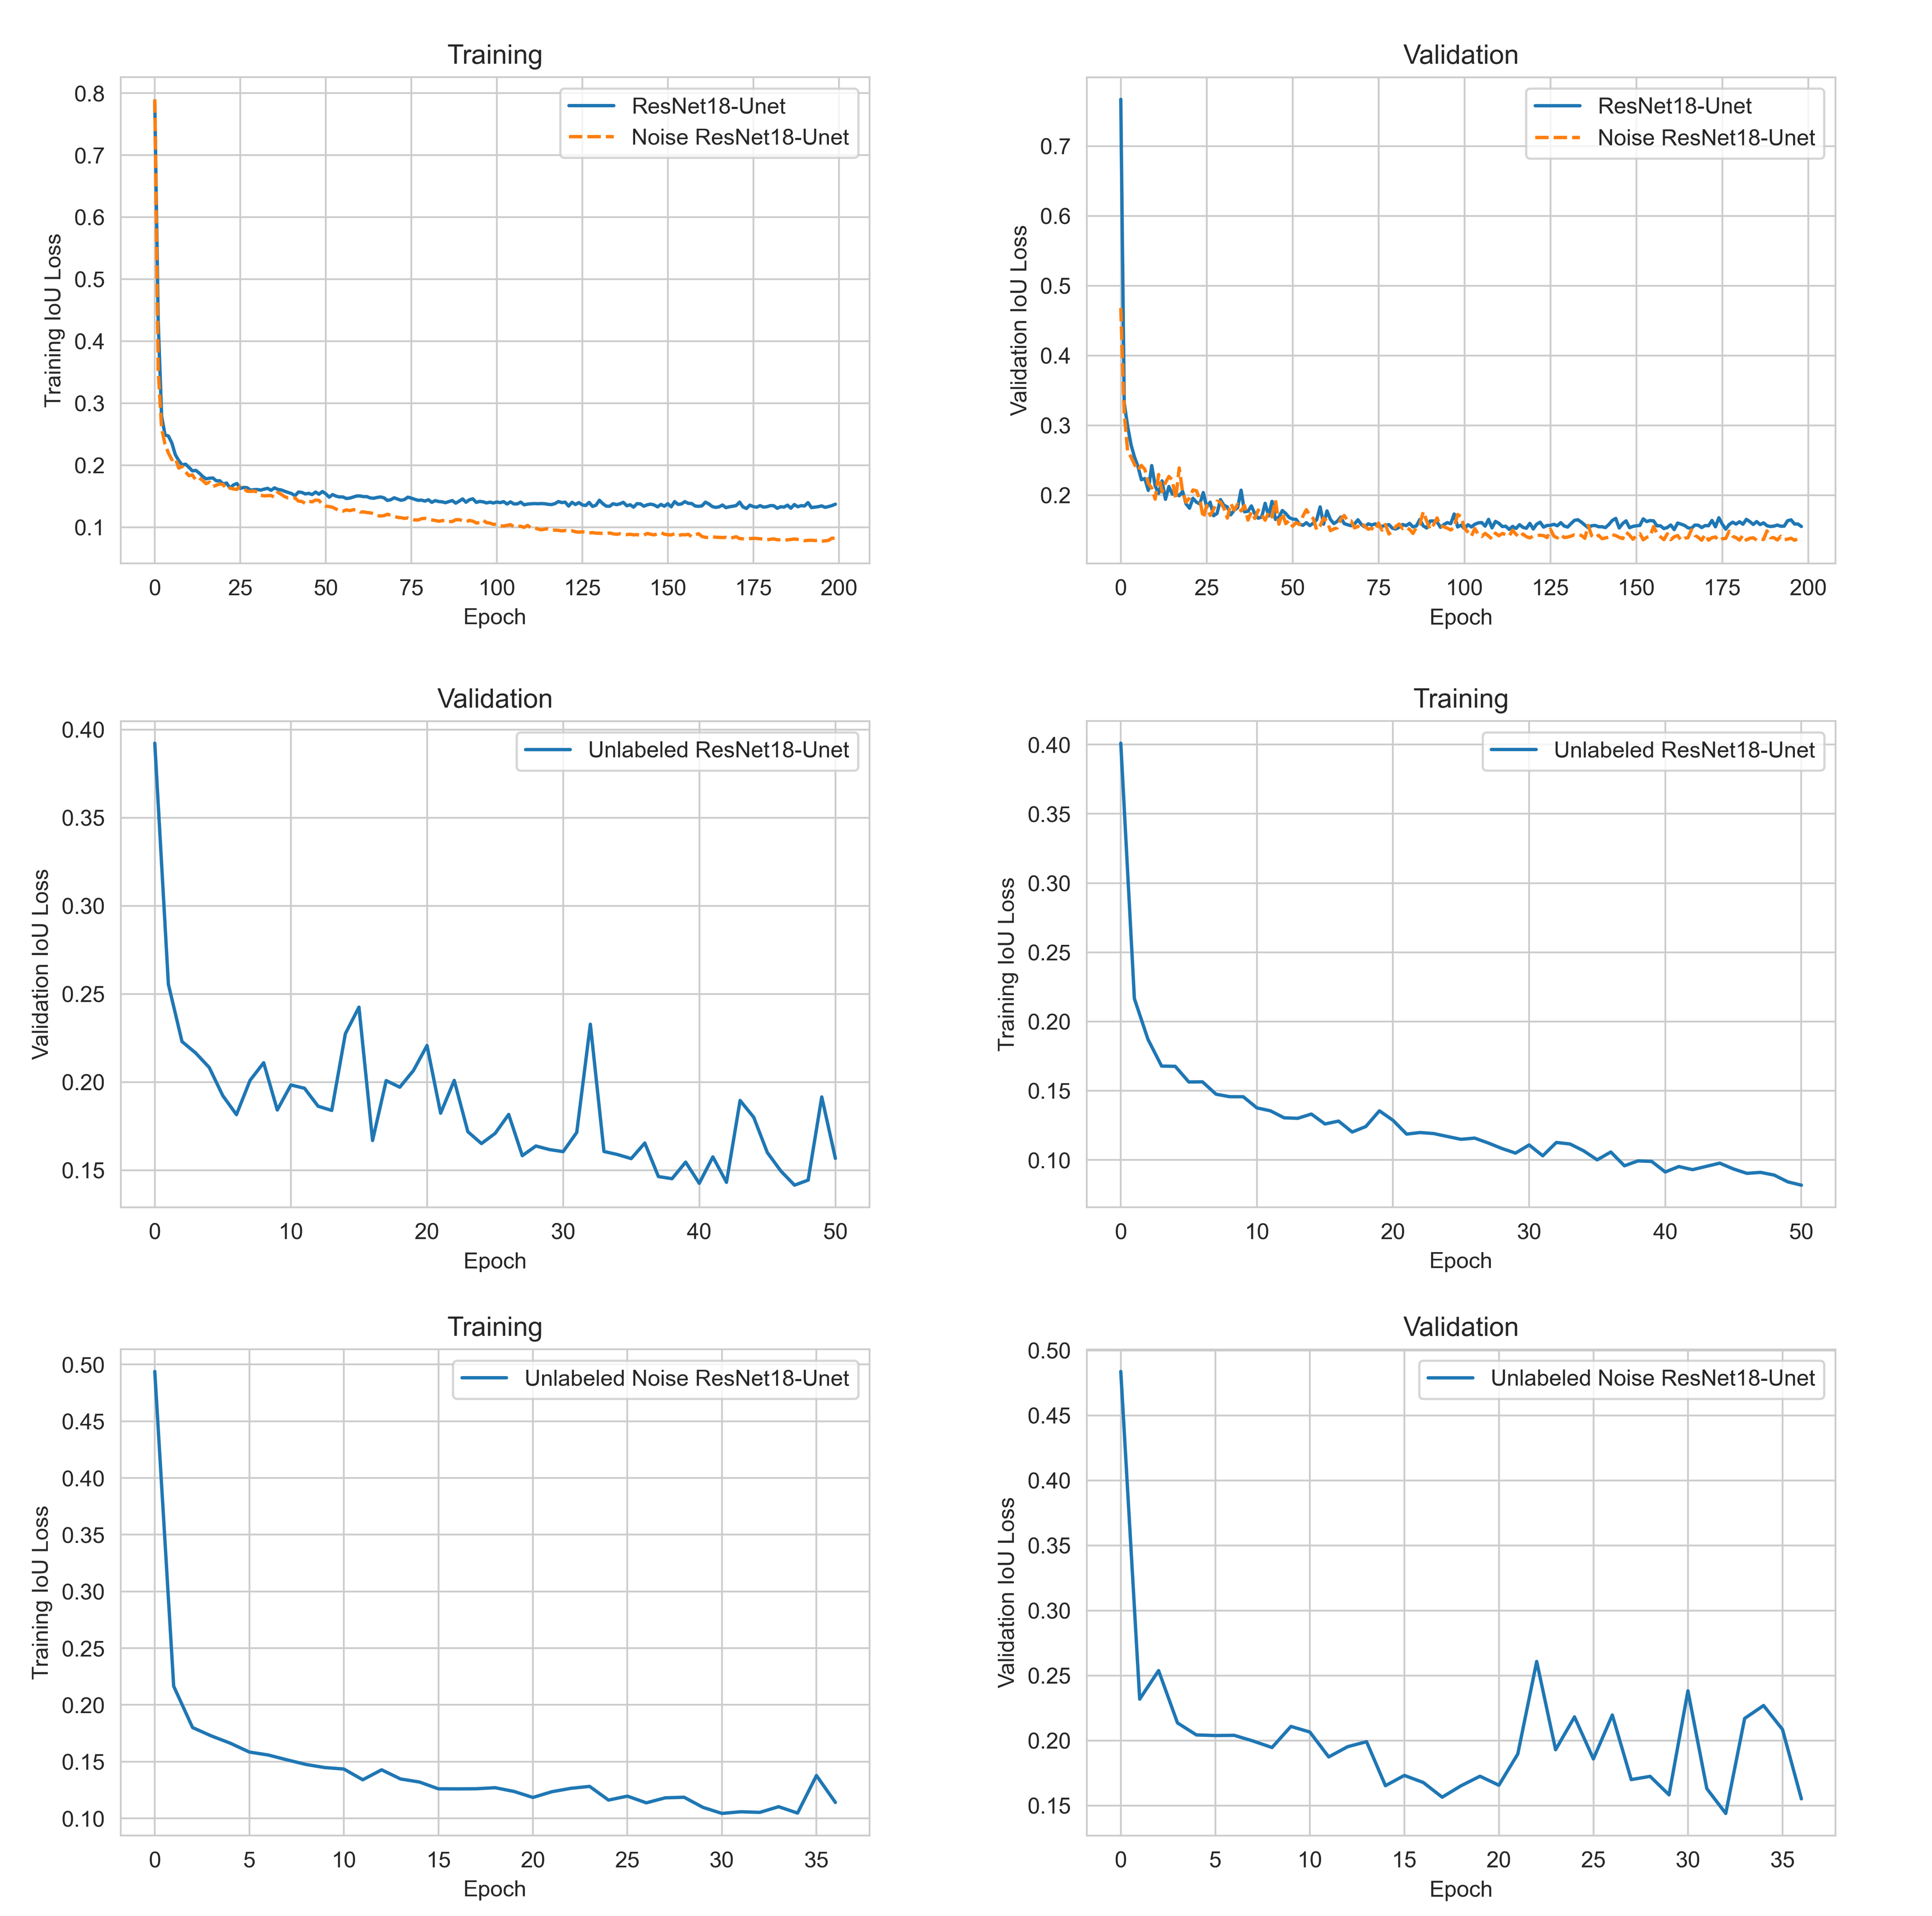 Training
0.8
0.7
0.6
0.5
0.4
0.3
0.2
0.1
Training IoU Loss
ResNet18-Unet
Noise ResNet18-Unet
0 25 50 75 100 125 150 175 200
Epoch
Validation
0.7
0.6
0.5
0.4
0.3
0.2
Validation IoU Loss
ResNet18-Unet
Noise ResNet18-Unet
0 25 50 75 100 125 150 175 200
Epoch
Validation
0.40
0.35
0.30
0.25
0.20
0.15
Validation IoU Loss
Unlabeled ResNet18-Unet
0 10 20 30 40 50
Epoch
Training
0.40
0.35
0.30
0.25
0.20
0.15
0.10
Training IoU Loss
Unlabeled ResNet18-Unet
0 10 20 30 40 50
Epoch
Training
0.50
0.45
0.40
0.35
0.30
0.25
0.20
0.15
0.10
Training IoU Loss
Unlabeled Noise ResNet18-Unet
0 5 10 15 20 25 30 35
Epoch
Validation
0.50
0.45
0.40
0.35
0.30
0.25
0.20
0.15
Validation IoU Loss
Unlabeled Noise ResNet18-Unet
0 5 10 15 20 25 30 35
Epoch